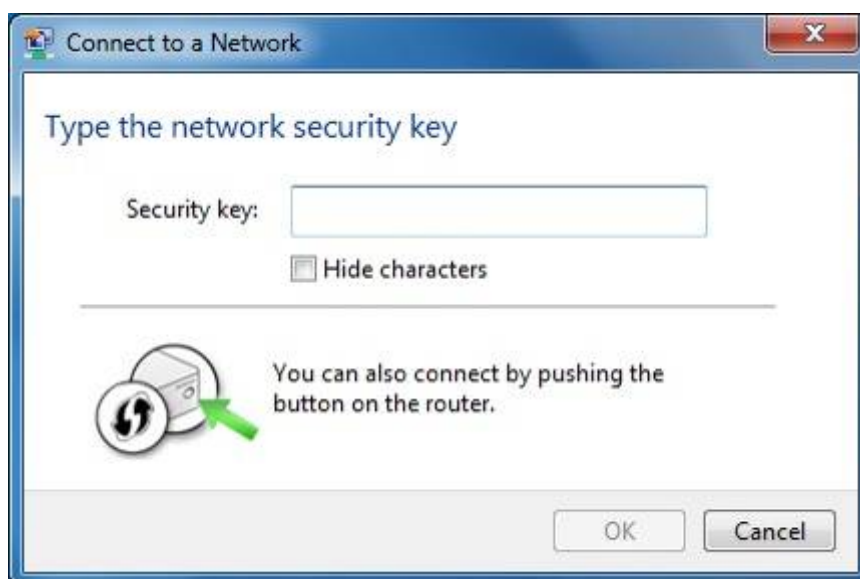 Connect to a Network
Type the network security key
Security key:
Hide characters
You can also connect by pushing the
button on the router.
OK
Cancel